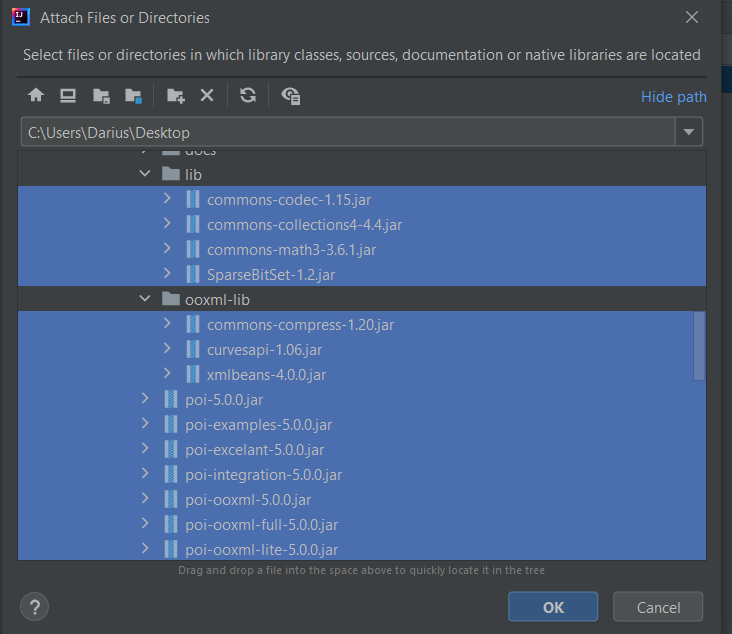 Attach Files or Directories
Select files or directories in which library classes, sources, documentation or native libraries are located
Hide path
C:\Users\Darius\Desktop
docs
lib
commons-codec-1.15.jar
commons-collections4-4.4.jar
commons-math3-3.6.1.jar
SparseBitSet-1.2.jar
ooxml-lib
commons-compress-1.20.jar
curvesapi-1.06.jar
xmlbeans-4.0.0.jar
poi-5.0.0.jar
poi-examples-5.0.0.jar
poi-excelant-5.0.0.jar
poi-integration-5.0.0.jar
poi-ooxml-5.0.0.jar
poi-ooxml-full-5.0.0.jar
poi-ooxml-lite-5.0.0.jar
Drag and drop a file into the space above to quickly locate it in the tree
? OK Cancel